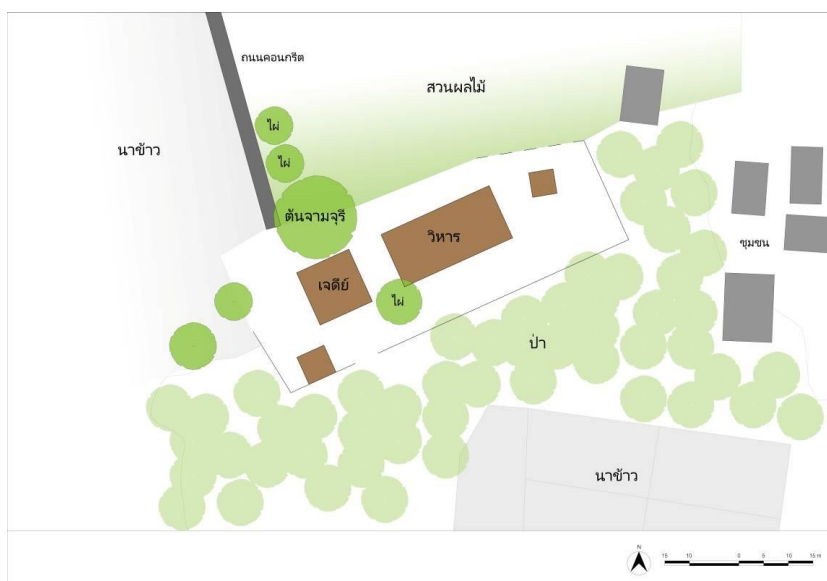 ถนนคอนกรีต
สวนผลไม้
ไผ่
นาข้าว
ไผ่
ต้นจามจุรี
วิหาร
ชุมชน
เจดีย์
ไผ่
ป่า
นาข้าว
N
15 10 0 5 10 15 m